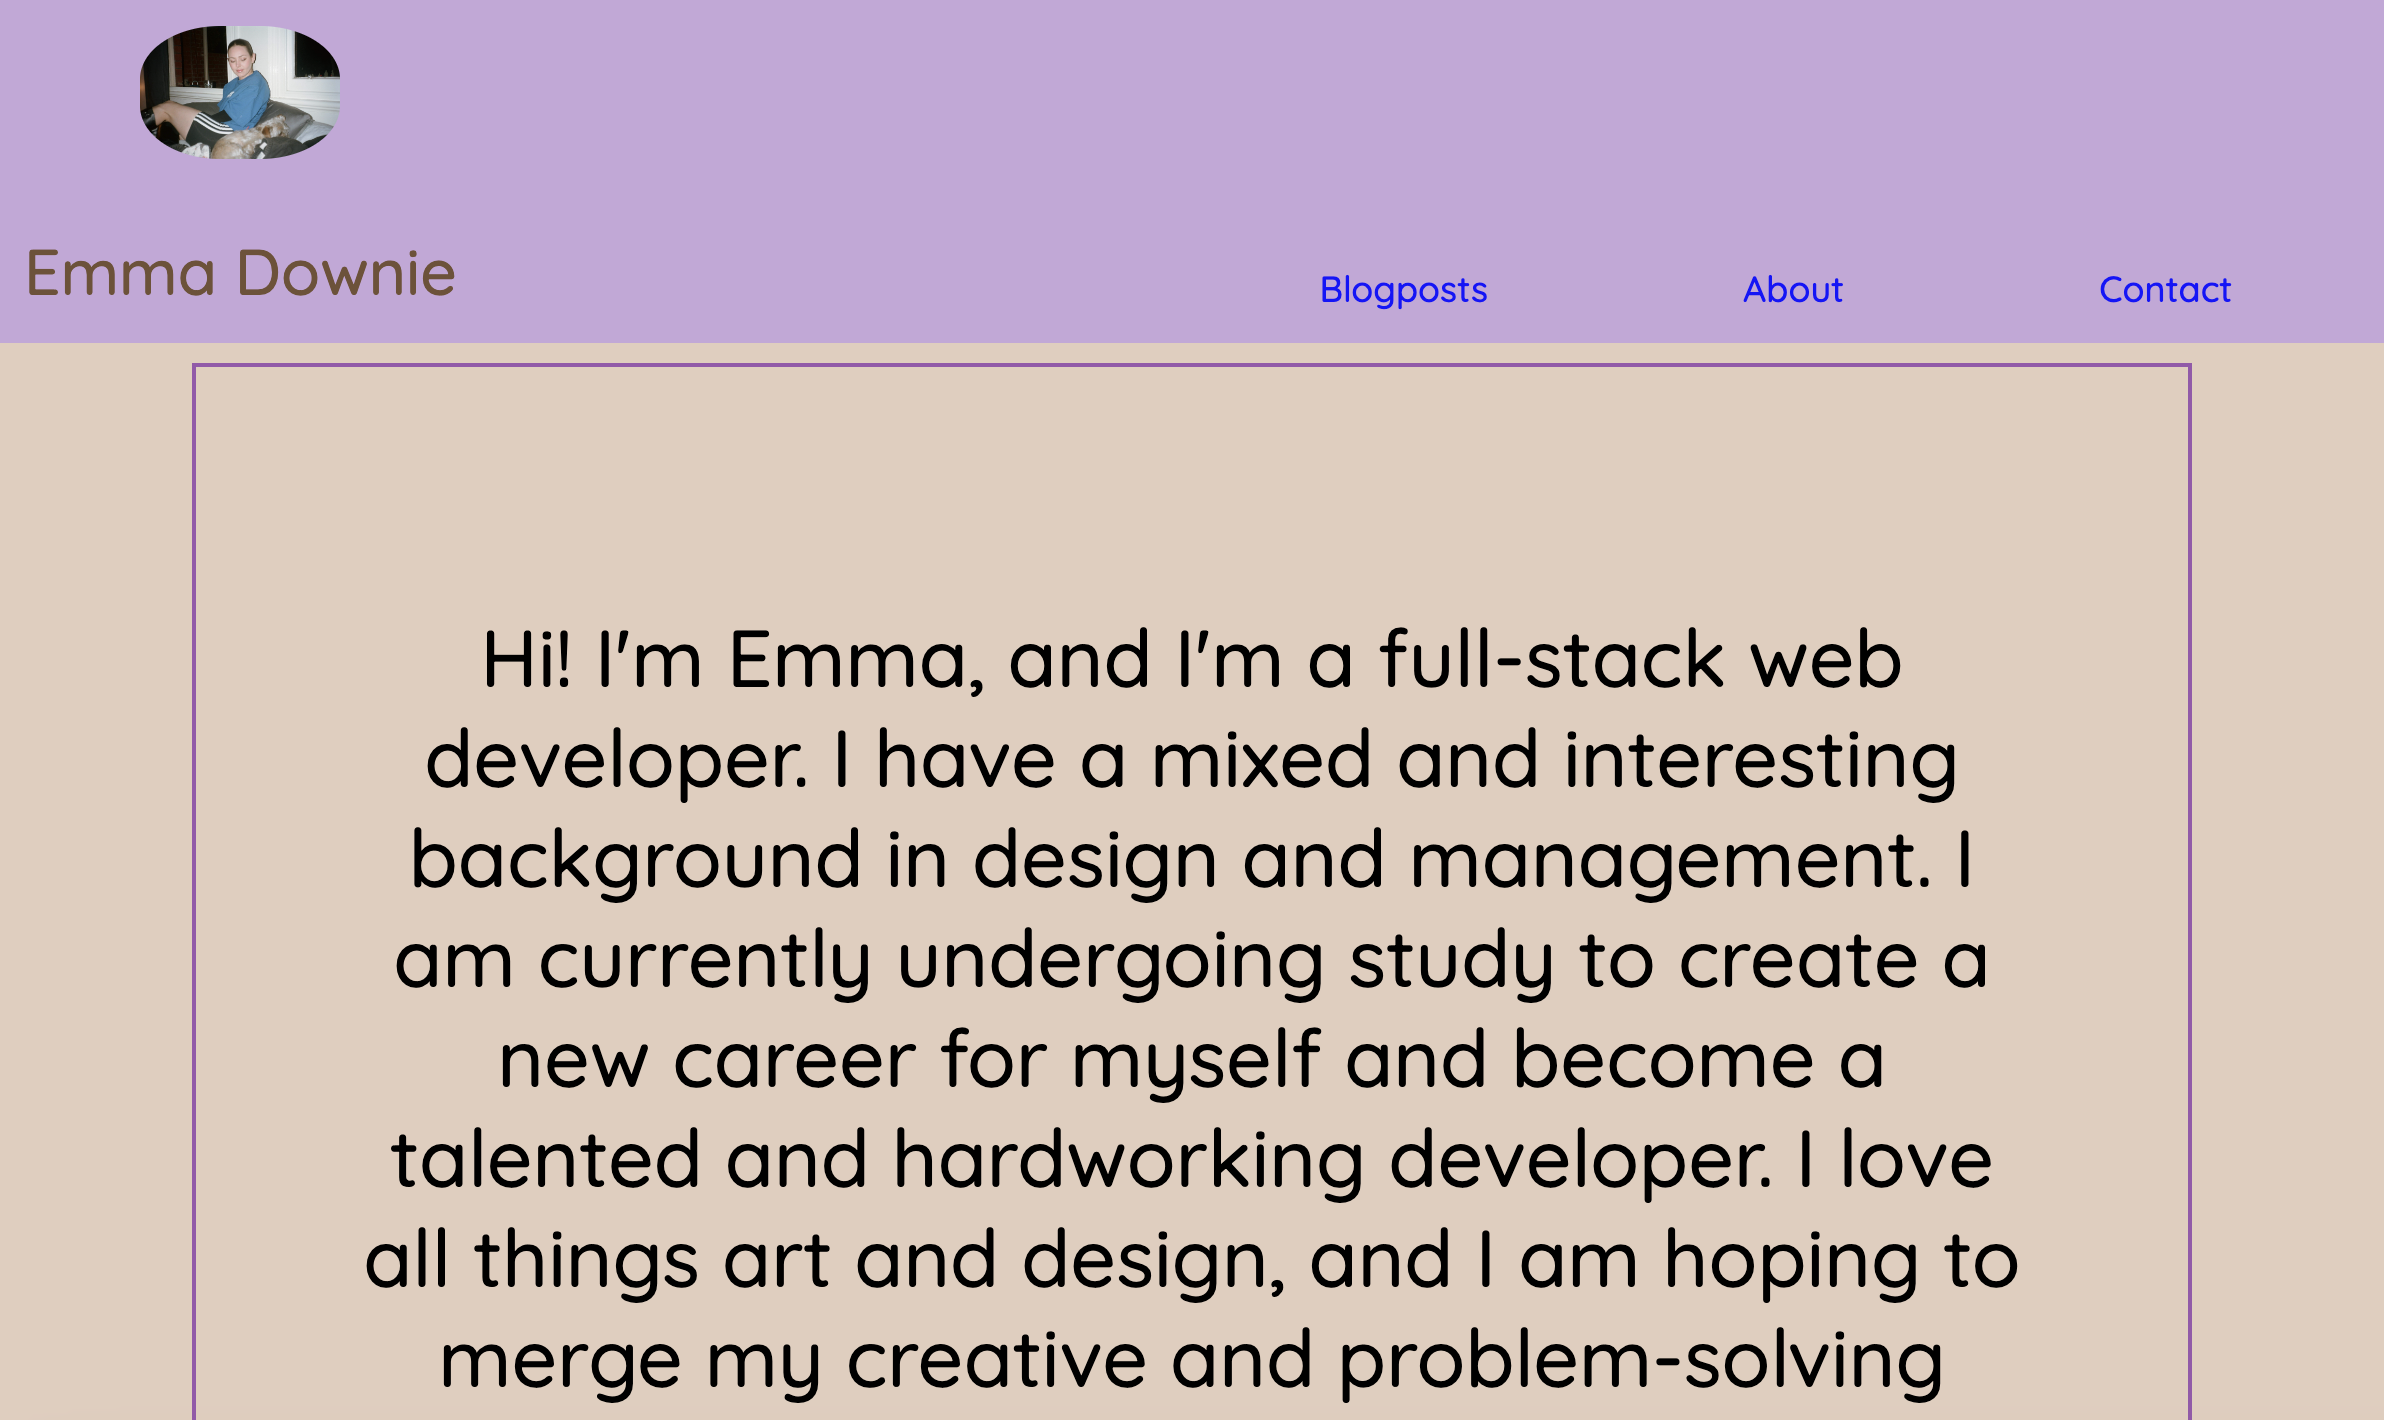 Emma Downie
Blogposts
About
Contact
Hi! I'm Emma, and I'm a full-stack web
developer. I have a mixed and interesting
background in design and management. I
am currently undergoing study to create a
new career for myself and become a
talented and hardworking developer. I love
all things art and design, and I am hoping to
merge my creative and problem-solving